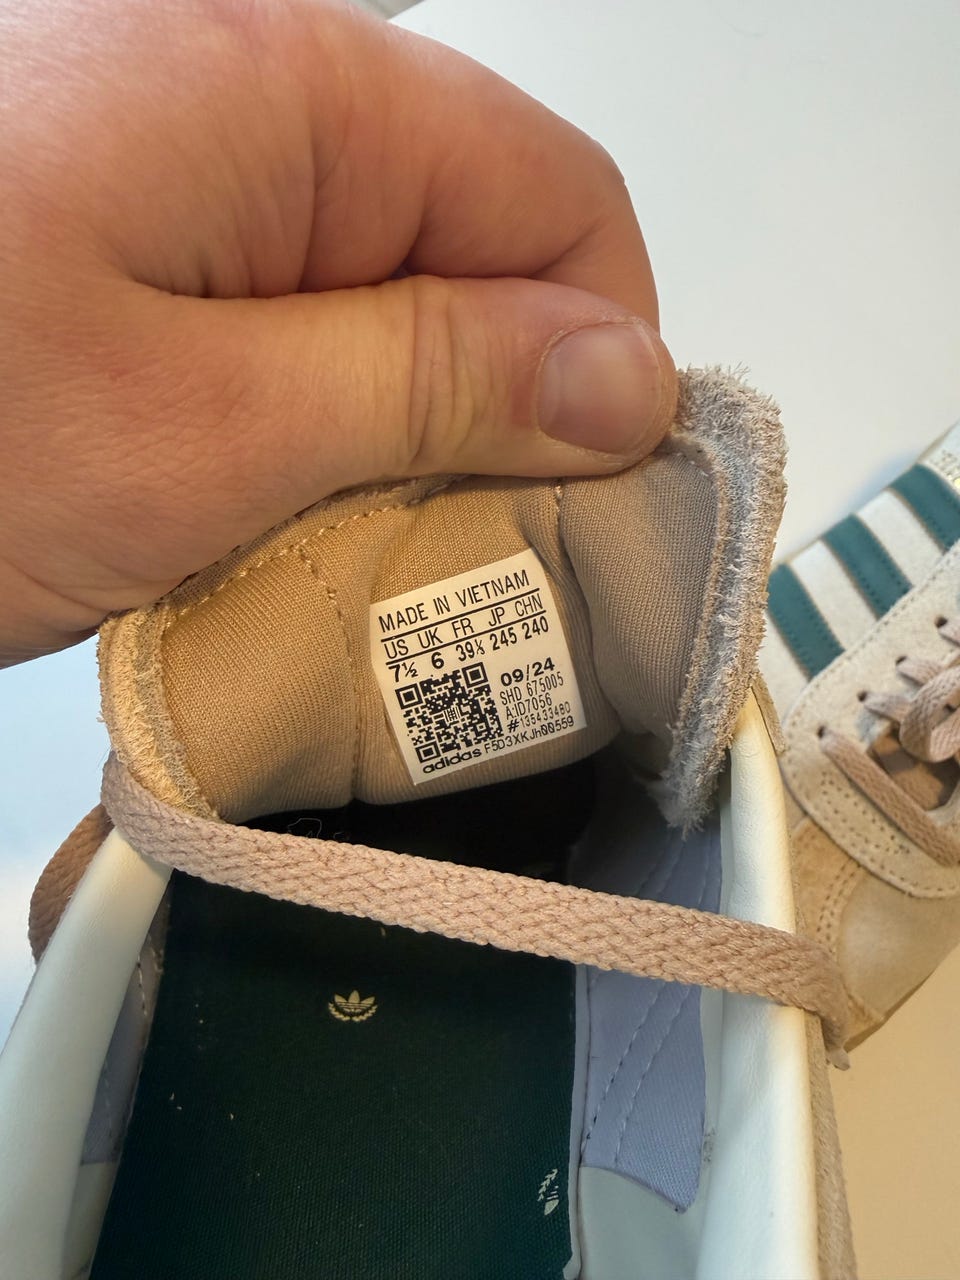 MADE IN VIETNAM
US UK FR JP CHN
7½ 6 39⅓ 245 240
09/24
SHD 675005
A:ID7056
#135433480
adidas F5D3XKJh00559